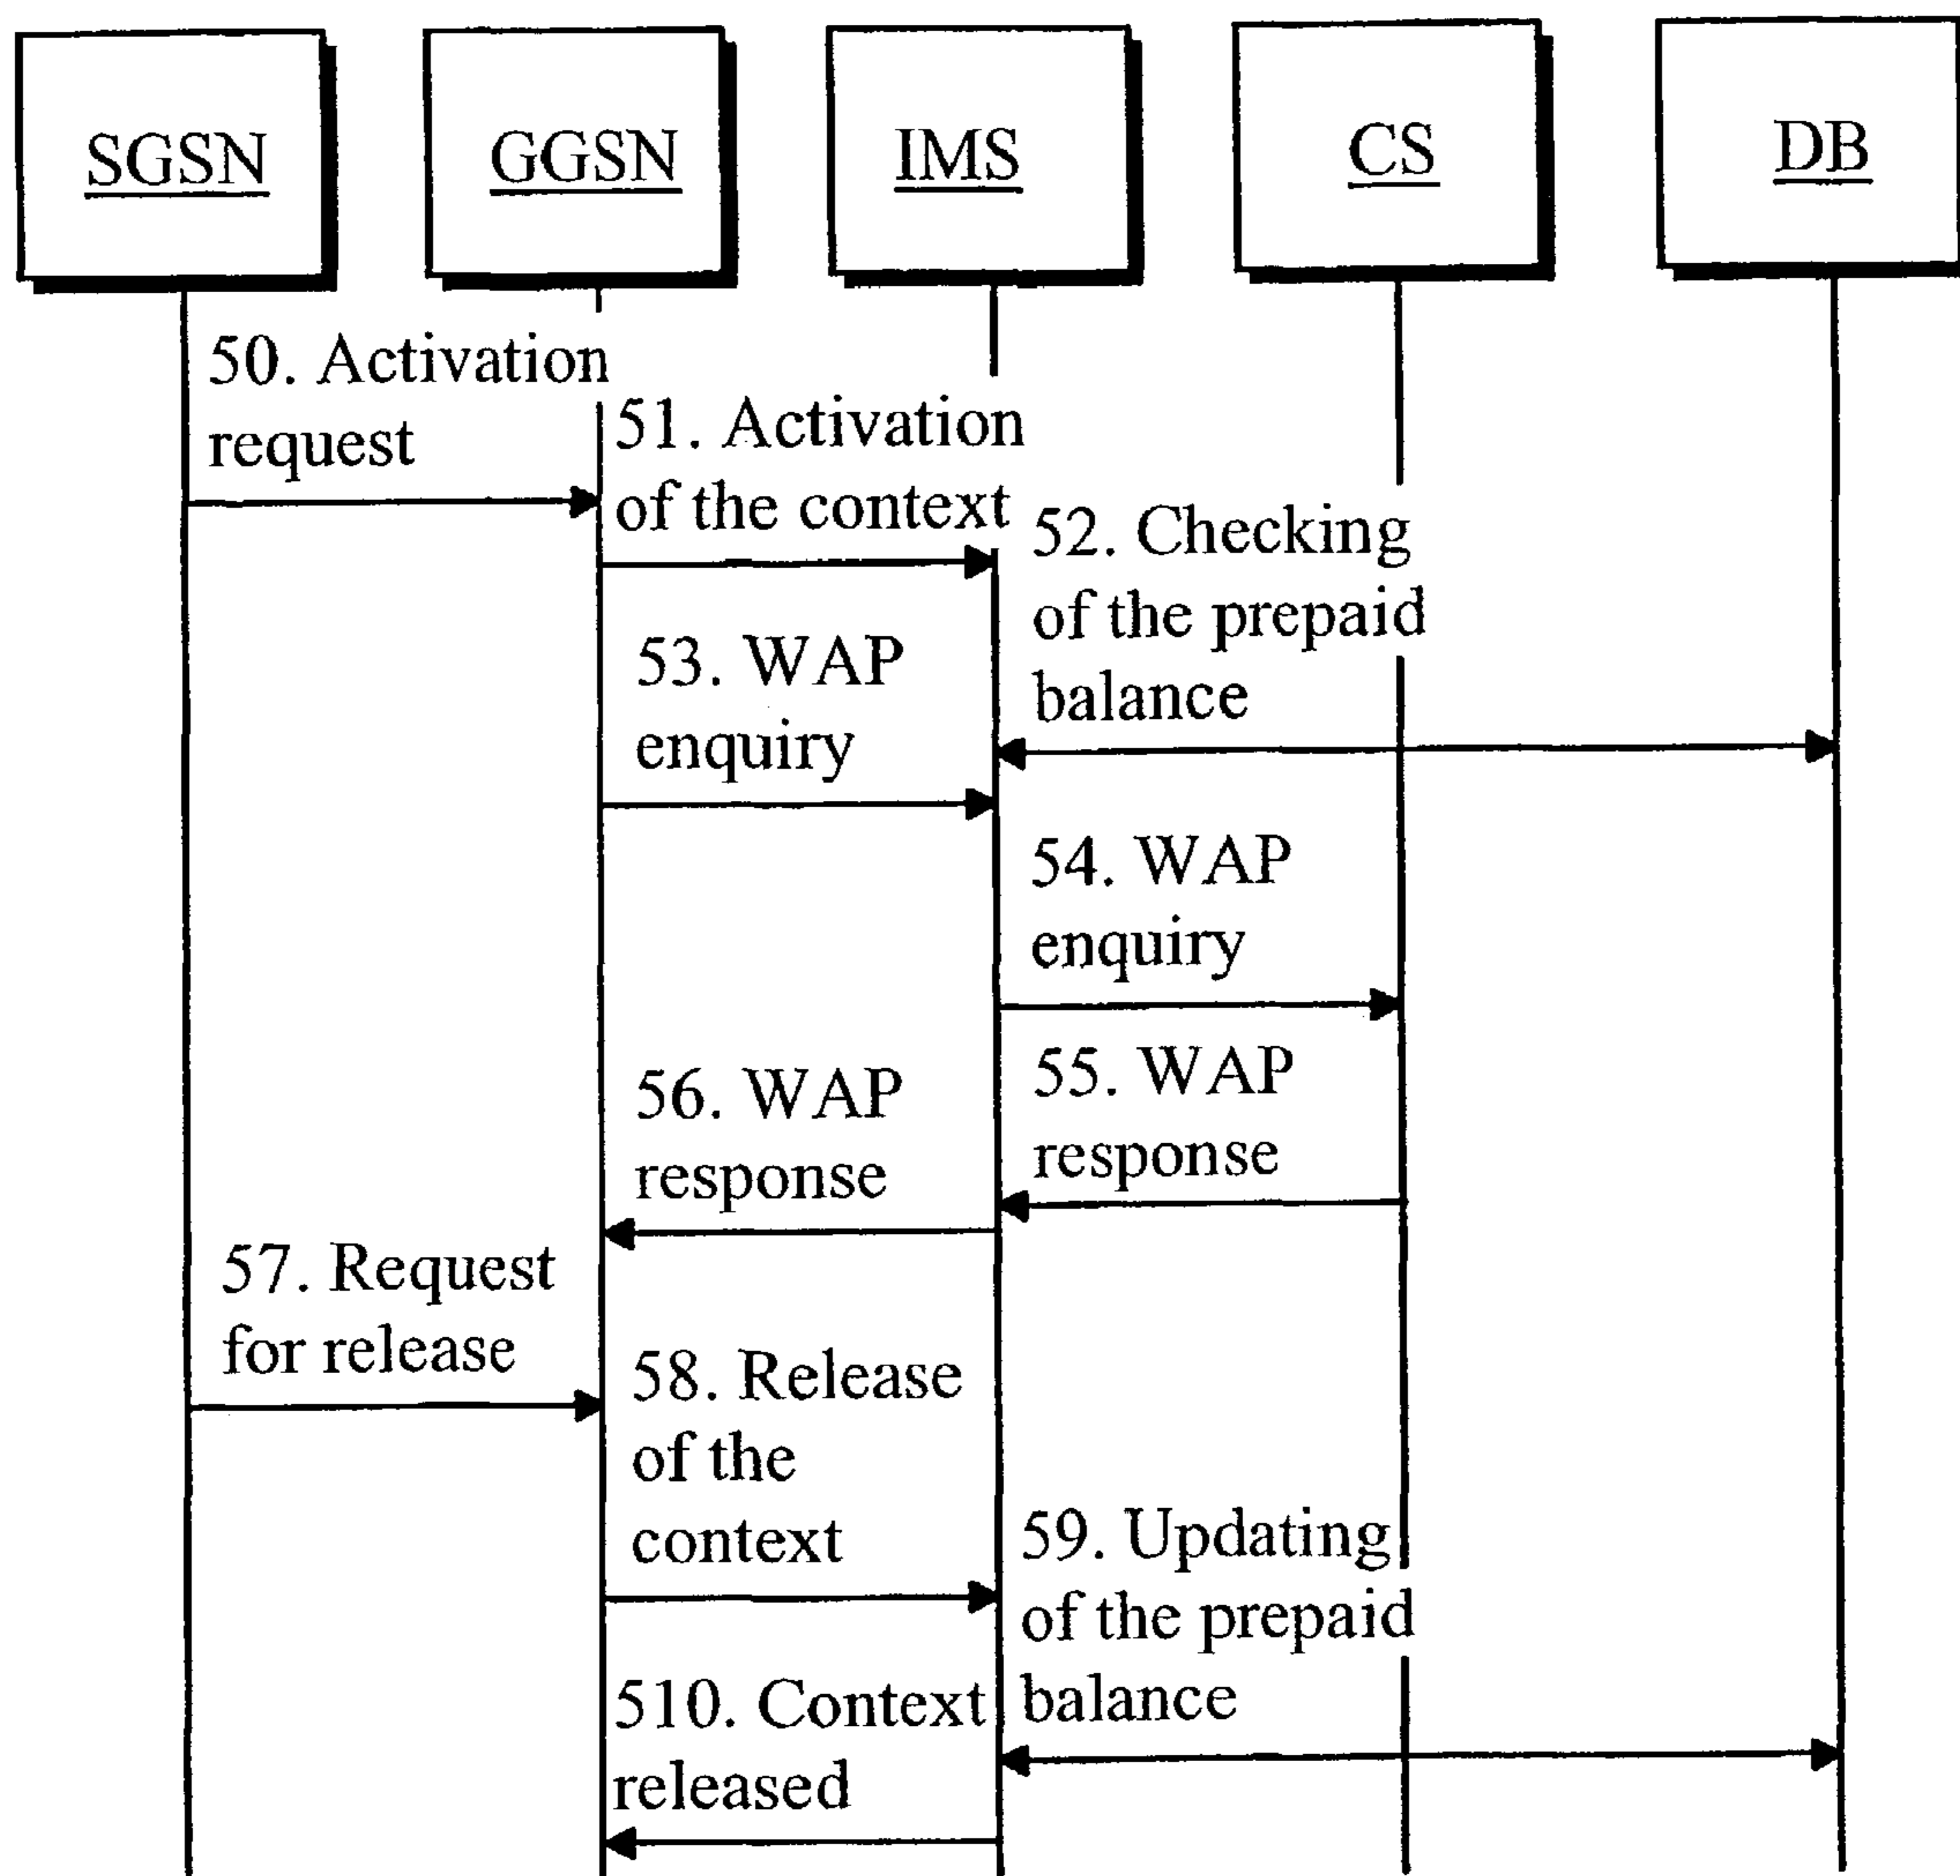 SGSN
GGSN
IMS
CS
DB
50. Activation
request
51. Activation
of the context
52. Checking
of the prepaid
balance
53. WAP
enquiry
54. WAP
enquiry
55. WAP
response
56. WAP
response
57. Request
for release
58. Release
of the
context
59. Updating
of the prepaid
balance
510. Context
released